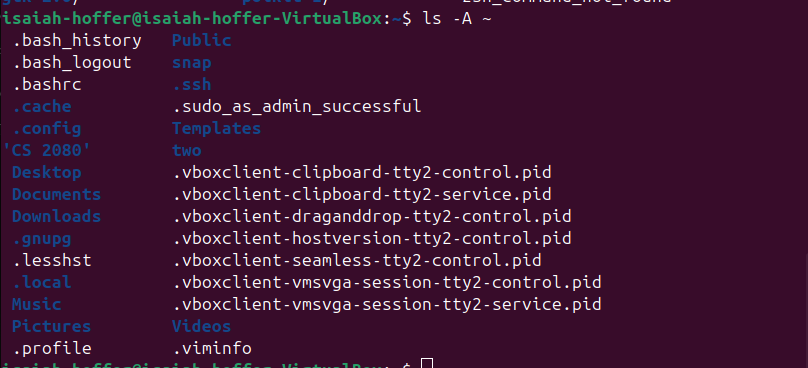 isaiah-hoffer@isaiah-hoffer-VirtualBox:~$ ls -A ~
.bash_history   Public
.bash_logout    snap
.bashrc         .ssh
.cache          .sudo_as_admin_successful
.config         Templates
'CS 2080'       two
Desktop         .vboxclient-clipboard-tty2-control.pid
Documents       .vboxclient-clipboard-tty2-service.pid
Downloads       .vboxclient-draganddrop-tty2-control.pid
.gnupg          .vboxclient-hostversion-tty2-control.pid
.lesshst        .vboxclient-seamless-tty2-control.pid
.local          .vboxclient-vmsvga-session-tty2-control.pid
Music           .vboxclient-vmsvga-session-tty2-service.pid
Pictures        Videos
.profile        .viminfo
isaiah-hoffer@isaiah-hoffer-VirtualBox:~$